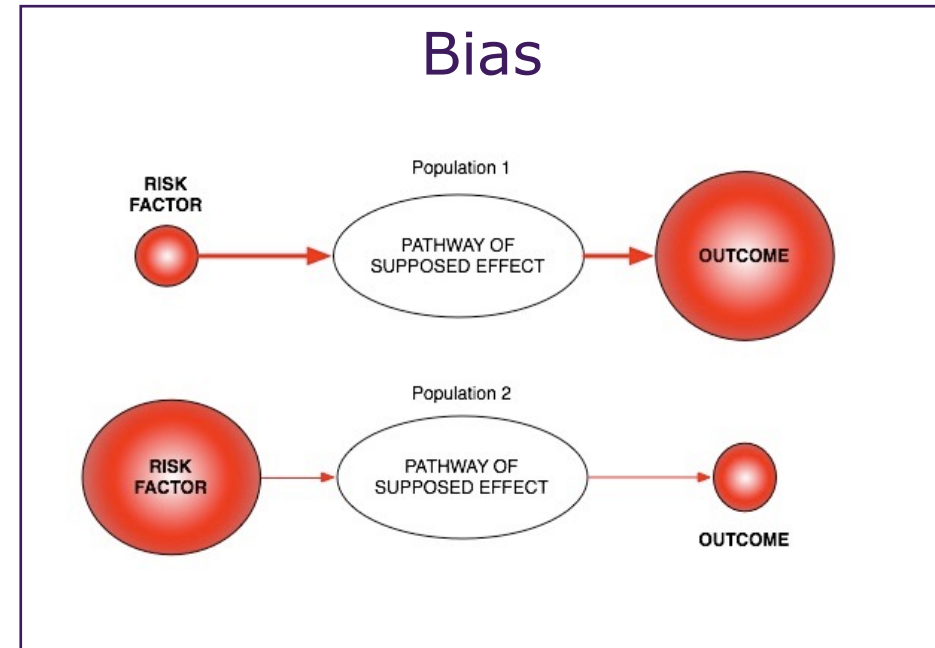 Bias
Population 1
RISK
FACTOR
PATHWAY OF
SUPPOSED EFFECT
OUTCOME
Population 2
RISK
FACTOR
PATHWAY OF
SUPPOSED EFFECT
OUTCOME